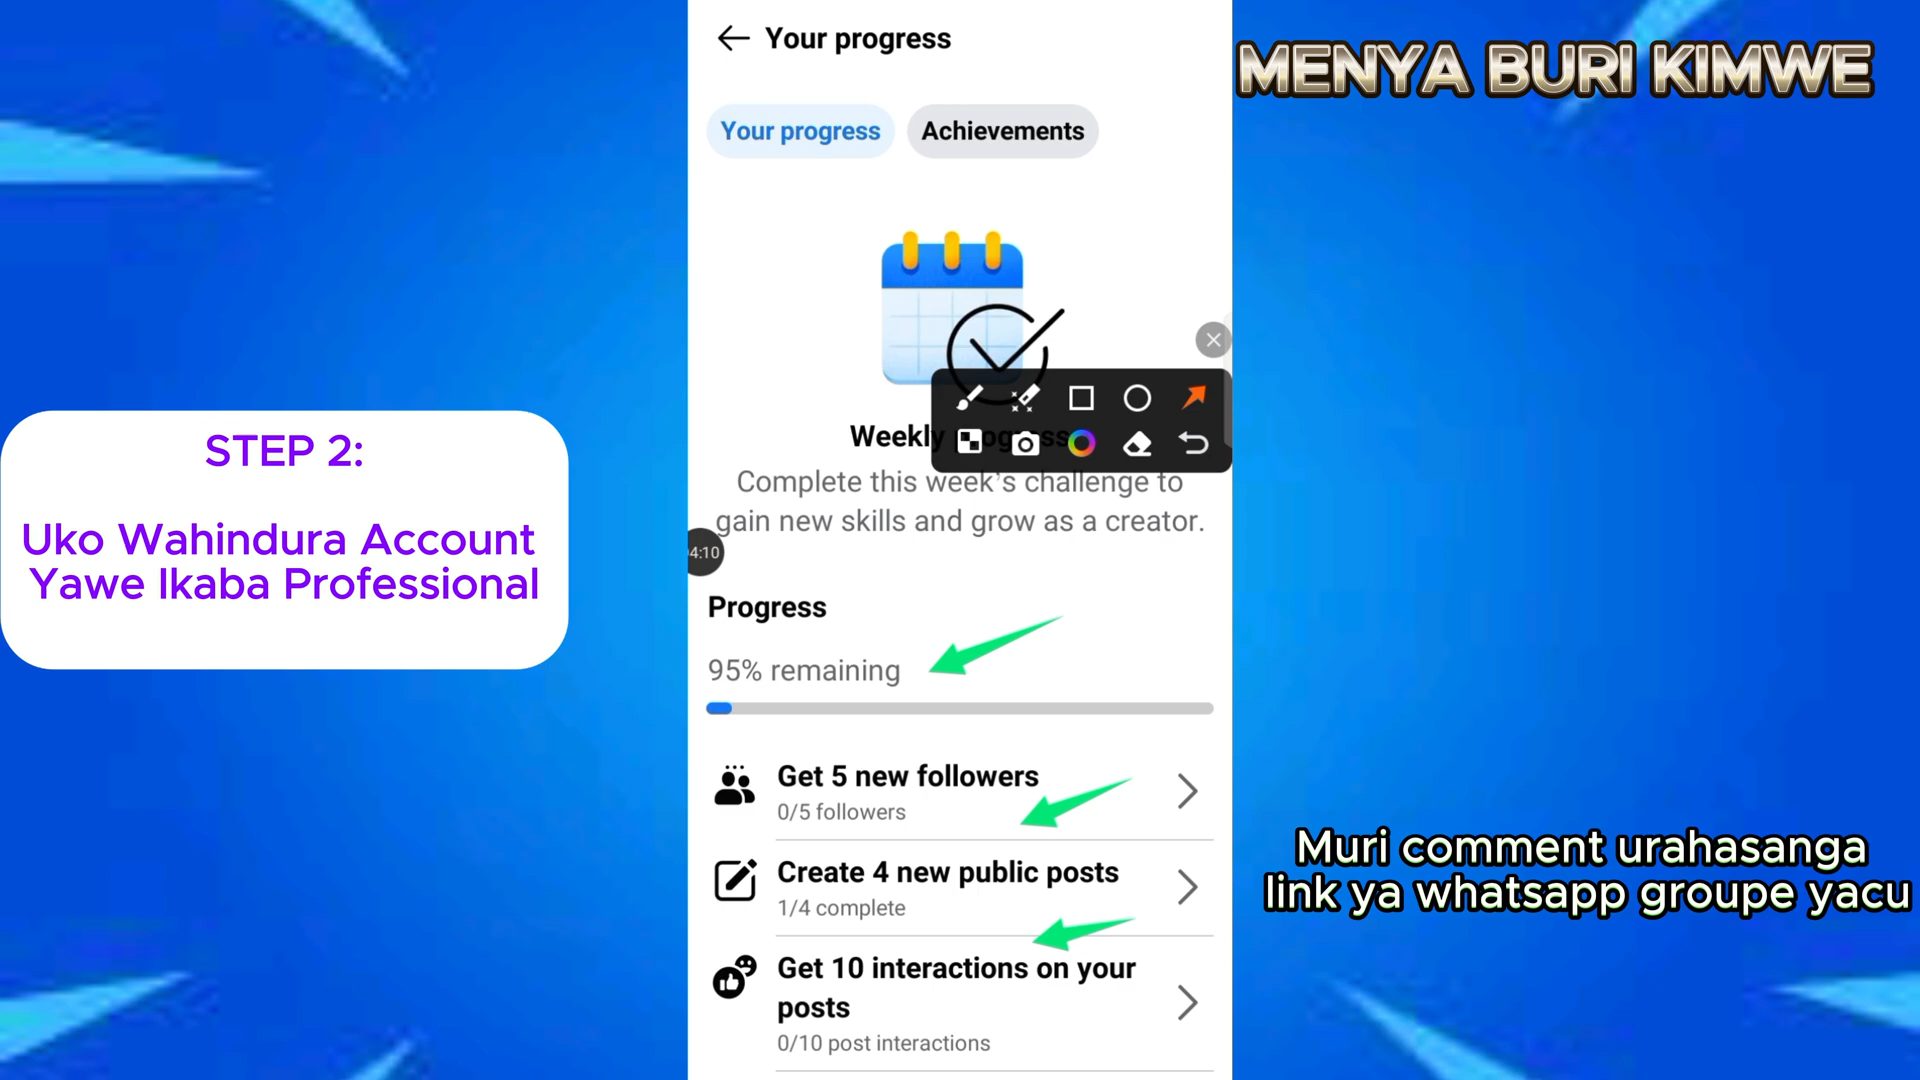 Your progress
MENYA BURI KIMWE
Your progress
Achievements
Weekly progress
Complete this week's challenge to
gain new skills and grow as a creator.
4:10
STEP 2:
Uko Wahindura Account
Yawe Ikaba Professional
Progress
95% remaining
Get 5 new followers
0/5 followers
Create 4 new public posts
1/4 complete
Get 10 interactions on your
posts
0/10 post interactions
Muri comment urahasanga
link ya whatsapp groupe yacu